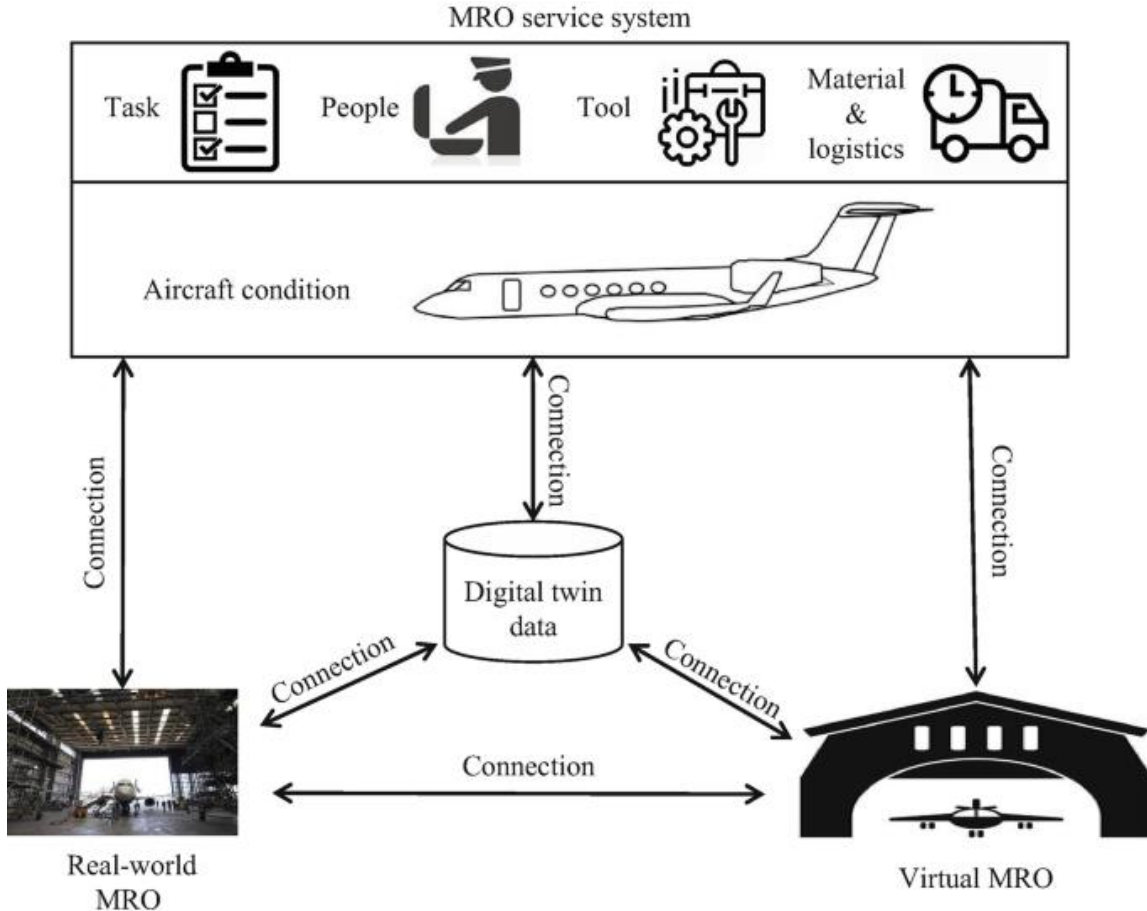 MRO service system
Task
People
Tool
Material
&
logistics
Aircraft condition
Connection
Connection
Connection
Digital twin
data
Connection
Connection
Connection
Real-world
MRO
Virtual MRO